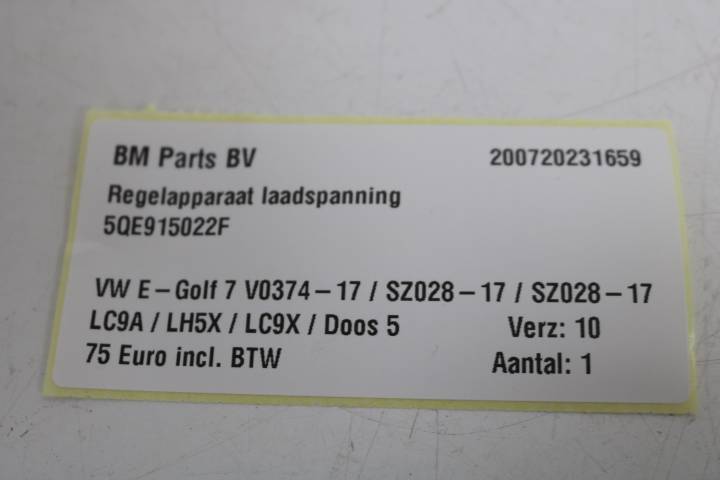 BM Parts BV 200720231659
Regelapparaat laadspanning
5QE915022F
VW E-Golf 7 V0374-17 / SZ028-17 / SZ028-17
LC9A / LH5X / LC9X / Doos 5 Verz: 10
75 Euro incl. BTW Aantal: 1